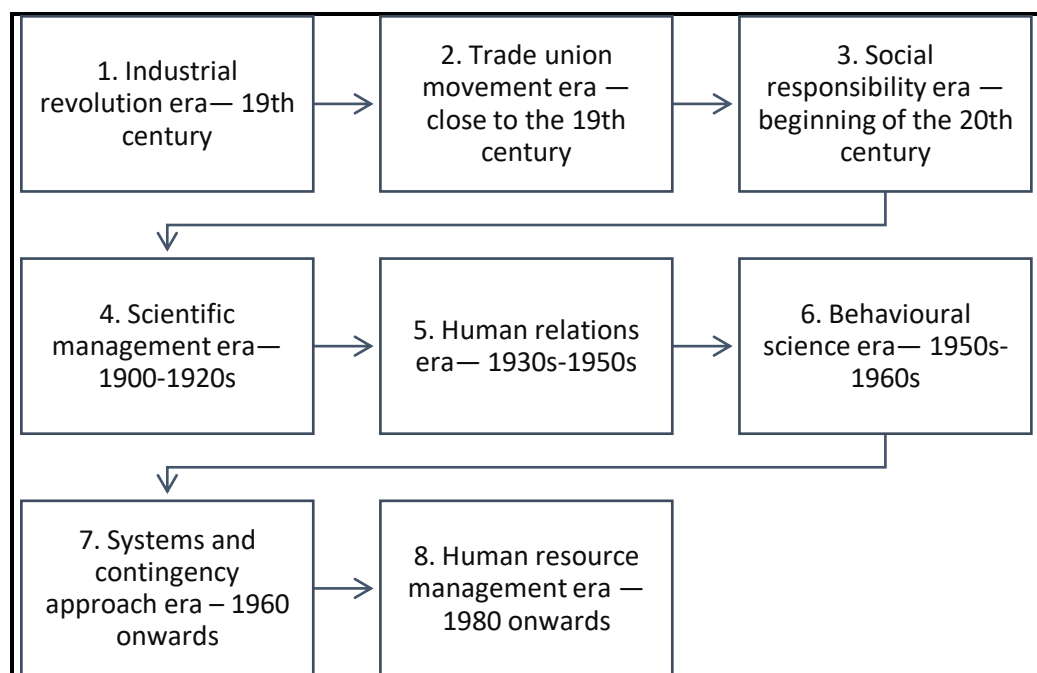 1. Industrial
revolution era— 19th
century
2. Trade union
movement era —
close to the 19th
century
3. Social
responsibility era —
beginning of the 20th
century
4. Scientific
management era—
1900-1920s
5. Human relations
era— 1930s-1950s
6. Behavioural
science era— 1950s-
1960s
7. Systems and
contingency
approach era – 1960
onwards
8. Human resource
management era —
1980 onwards